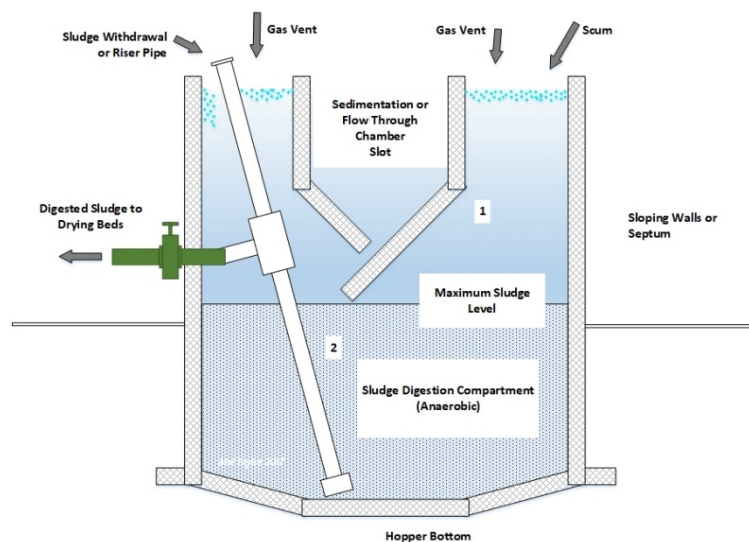 Sludge Withdrawal
or Riser Pipe
Gas Vent
Gas Vent
Scum
Sedimentation or
Flow Through
Chamber
Slot
1
Digested Sludge to
Drying Beds
Sloping Walls or
Septum
Maximum Sludge
Level
2
Sludge Digestion Compartment
(Anaerobic)
Hopper Bottom